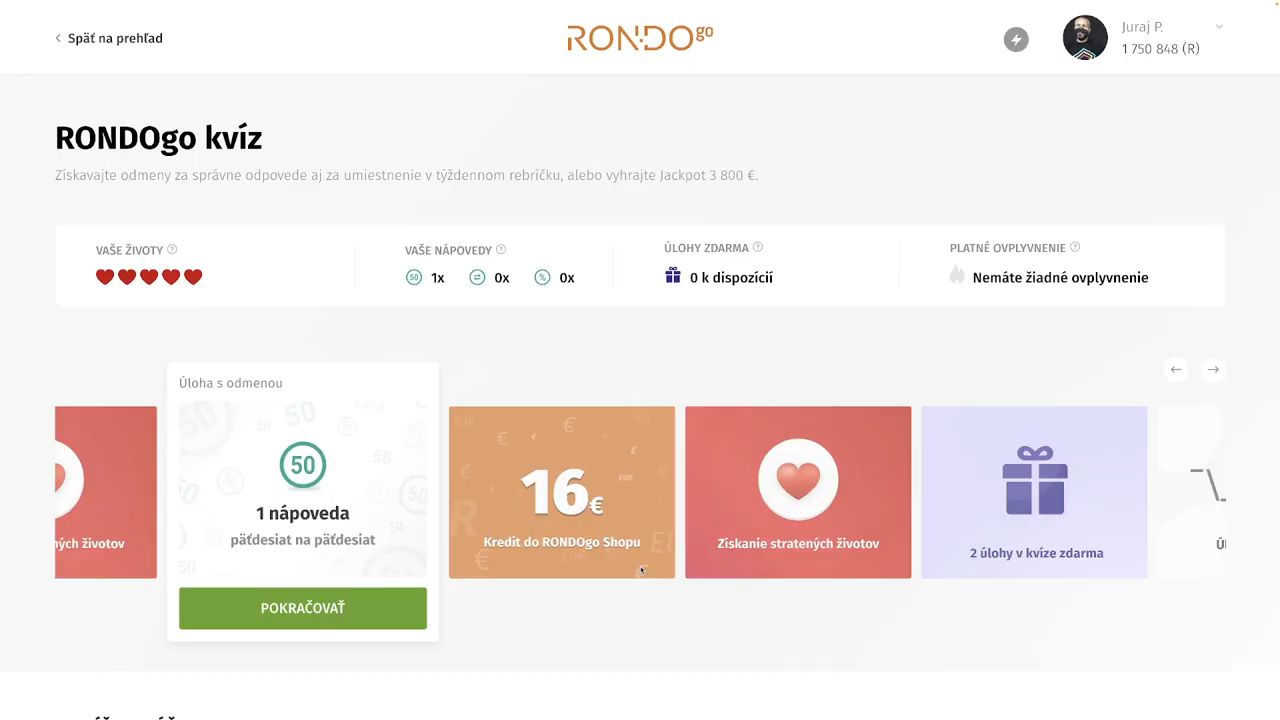 Späť na prehľad
RONDOgo
Juraj P.
1 750 848 (R)
RONDOgo kvíz
Získavajte odmeny za správne odpovede aj za umiestnenie v týždennom rebríčku, alebo vyhrajte Jackpot 3 800 €.
VAŠE ŽIVOTY
VAŠE NÁPOVEDY
50 1x
0x
% 0x
ÚLOHY ZDARMA
0 k dispozícií
PLATNÉ OVPLYVNENIE
Nemáte žiadné ovplyvnenie
ných životov
Úloha s odmenou
50
1 nápoveda
päťdesiat na päťdesiat
POKRAČOVAŤ
16€
Kredit do RONDOgo Shopu
Získanie stratených životov
2 úlohy v kvíze zdarma